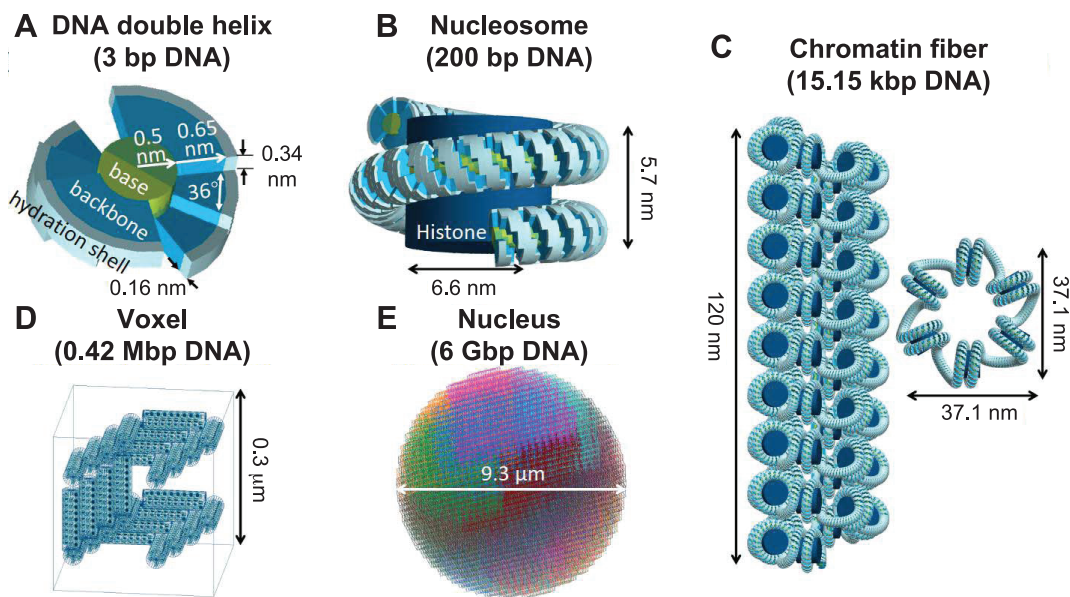 A DNA double helix
(3 bp DNA)
0.5
nm
0.65
nm
0.34
nm
36°
base
backbone
hydration shell
0.16 nm
B Nucleosome
(200 bp DNA)
Histone
5.7 nm
6.6 nm
C Chromatin fiber
(15.15 kbp DNA)
120 nm
37.1 nm
37.1 nm
D Voxel
(0.42 Mbp DNA)
0.3 μm
E Nucleus
(6 Gbp DNA)
9.3 μm